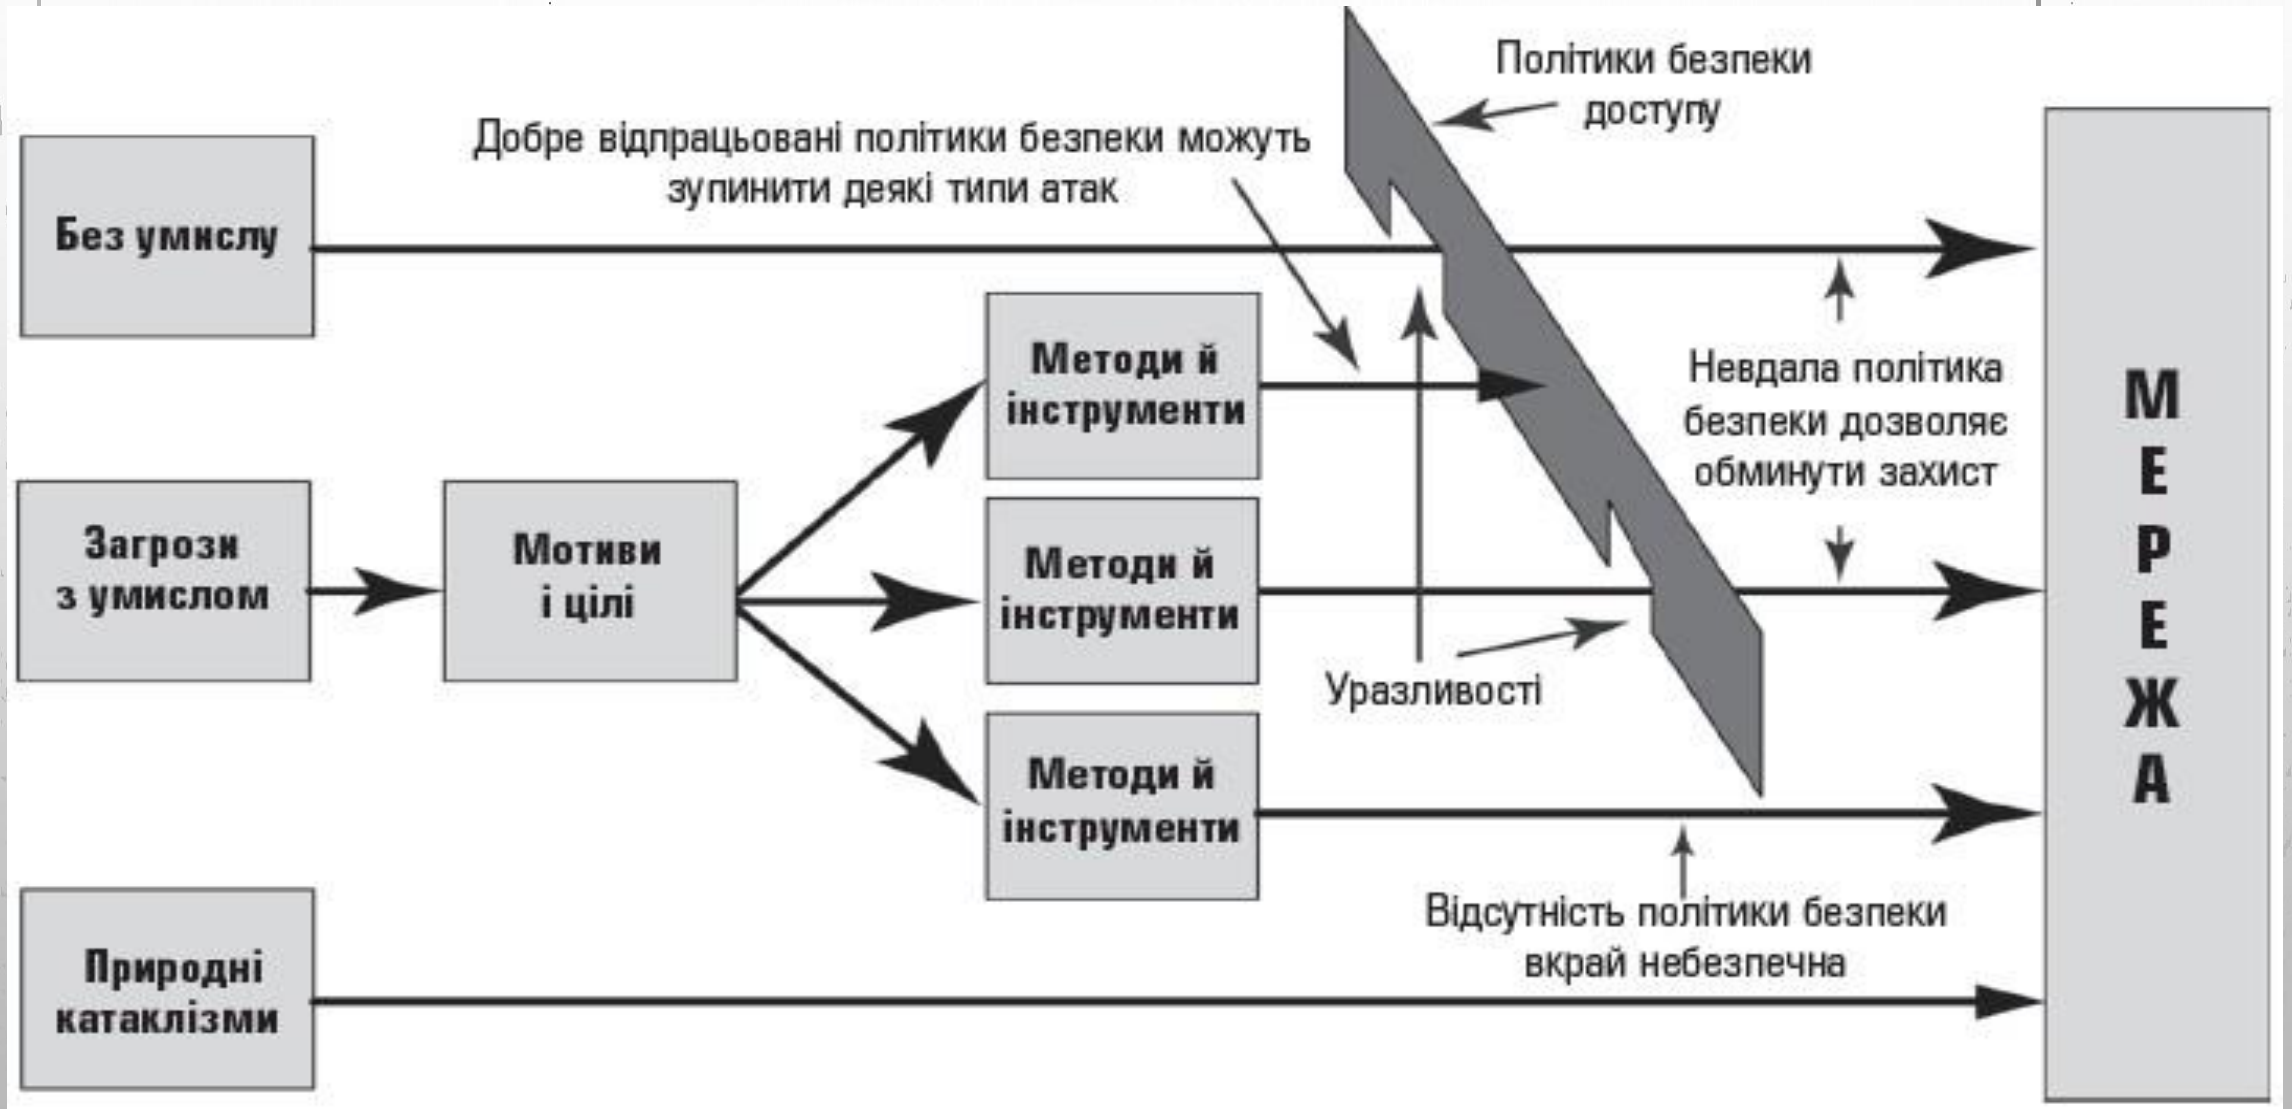 Політики безпеки
доступу
Добре відпрацьовані політики безпеки можуть
зупинити деякі типи атак
Без умислу
Методи й
інструменти
Невдала політика
безпеки дозволяє
обминути захист
Загрози
з умислом
Мотиви
і цілі
Методи й
інструменти
Уразливості
Методи й
інструменти
Відсутність політики безпеки
вкрай небезпечна
Природні
катаклізми
М
Е
Р
Е
Ж
А